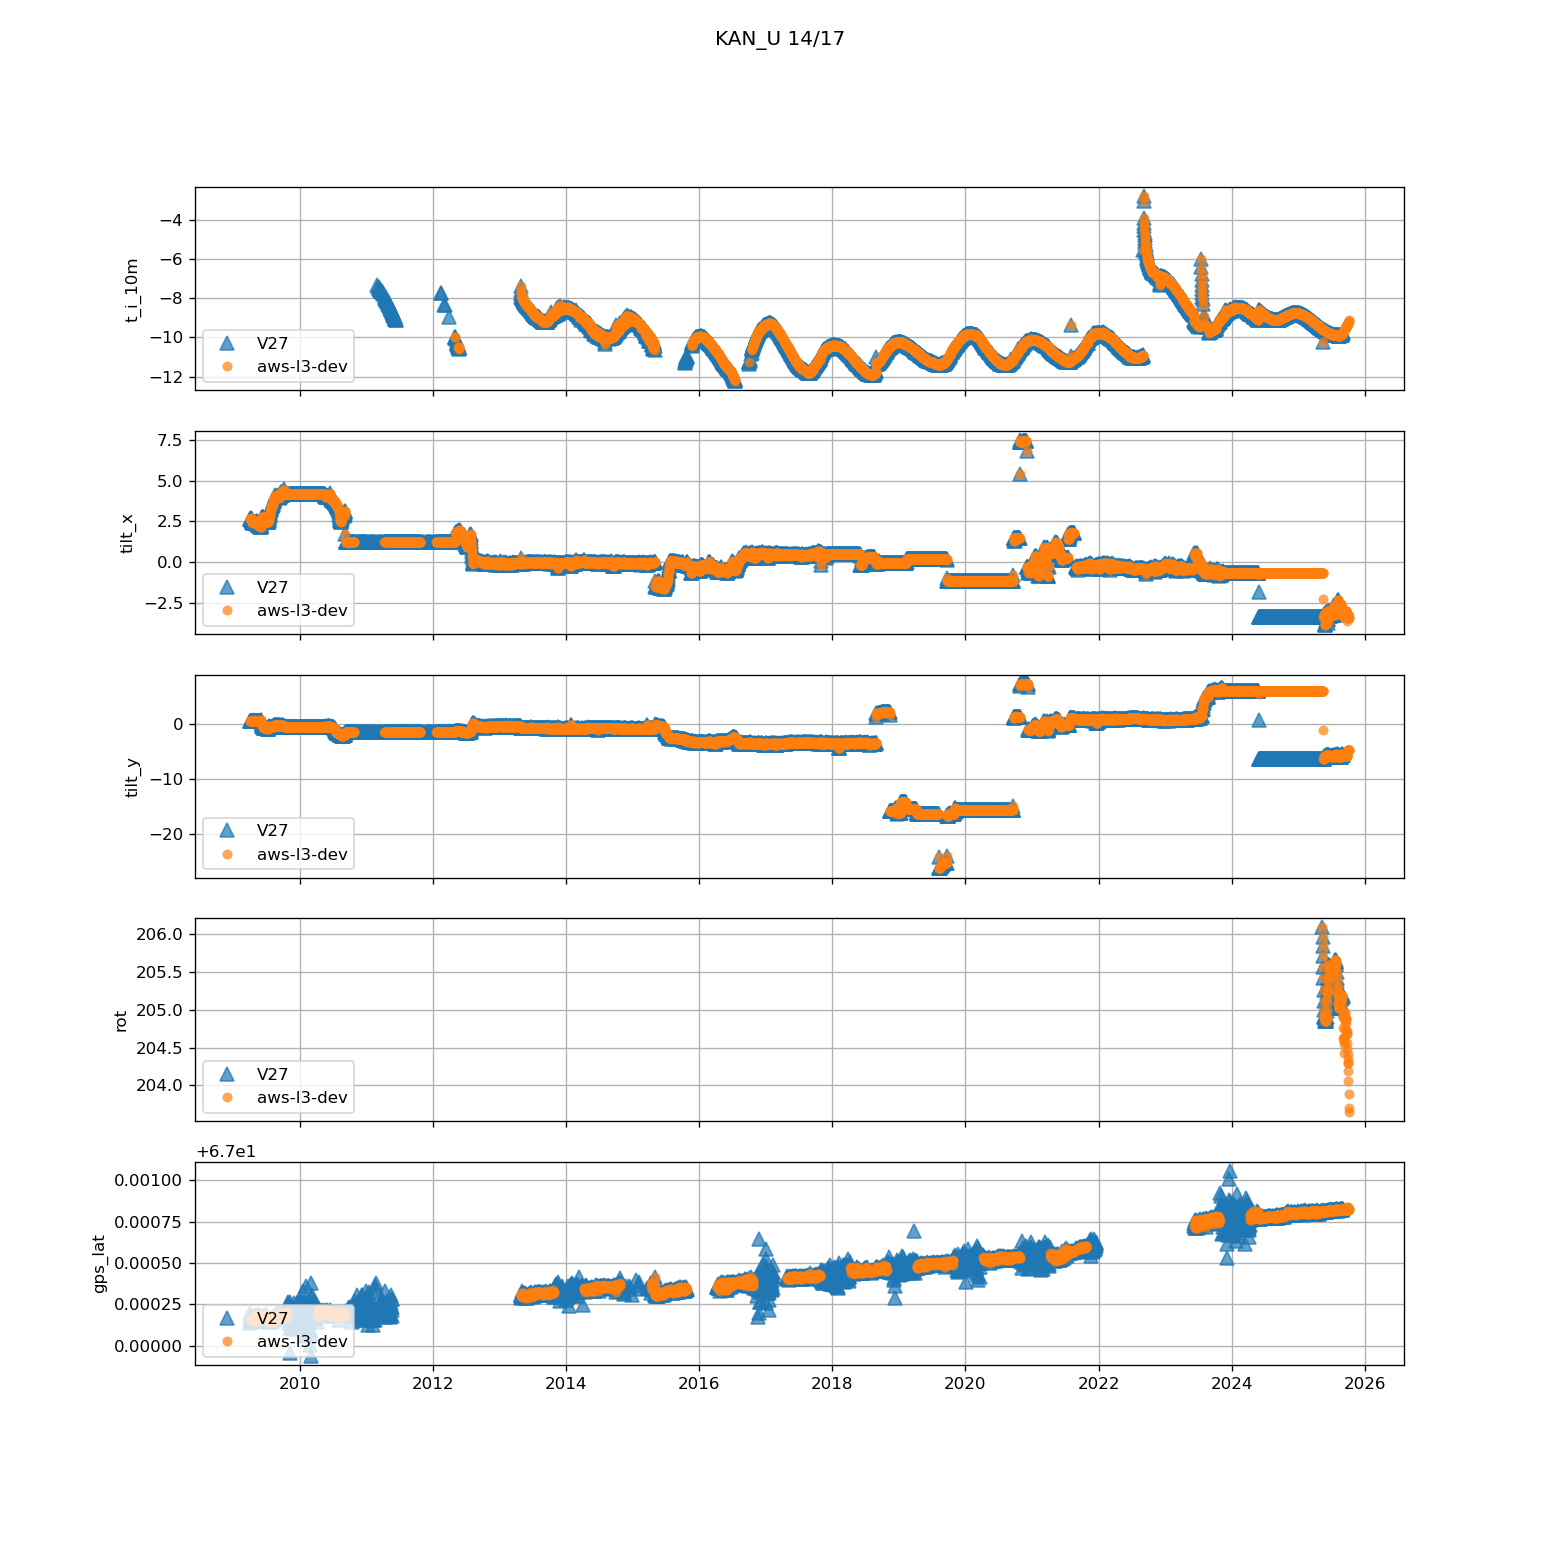 KAN_U 14/17
−4
−6
−8
−10
−12
t_i_10m
V27
aws-l3-dev
7.5
5.0
2.5
0.0
−2.5
tilt_x
V27
aws-l3-dev
0
−10
−20
tilt_y
V27
aws-l3-dev
206.0
205.5
205.0
204.5
204.0
rot
V27
aws-l3-dev
+6.7e1
0.00100
0.00075
0.00050
0.00025
0.00000
gps_lat
V27
aws-l3-dev
2010 2012 2014 2016 2018 2020 2022 2024 2026